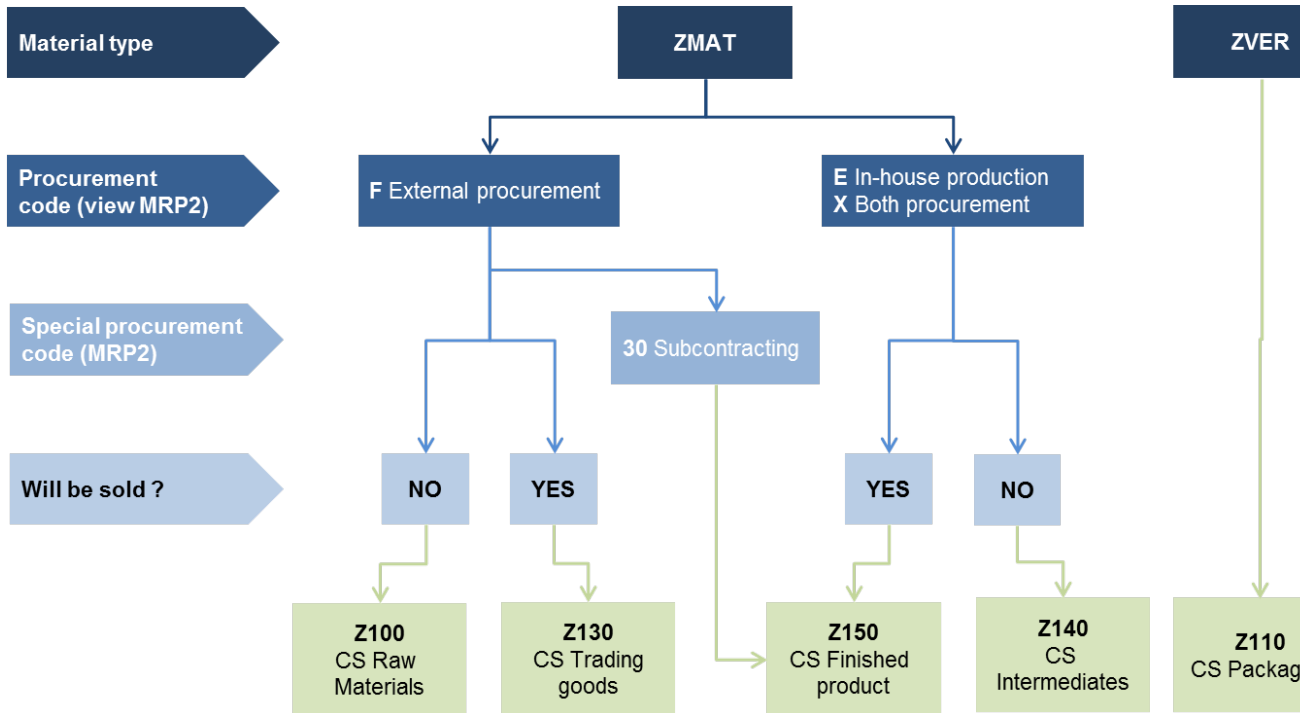 Material type
ZMAT
ZVER
Procurement
code (view MRP2)
F External procurement
E In-house production
X Both procurement
Special procurement
code (MRP2)
30 Subcontracting
Will be sold ?
NO
YES
YES
NO
Z100
CS Raw
Materials
Z130
CS Trading
goods
Z150
CS Finished
product
Z140
CS
Intermediates
Z110
CS Packag